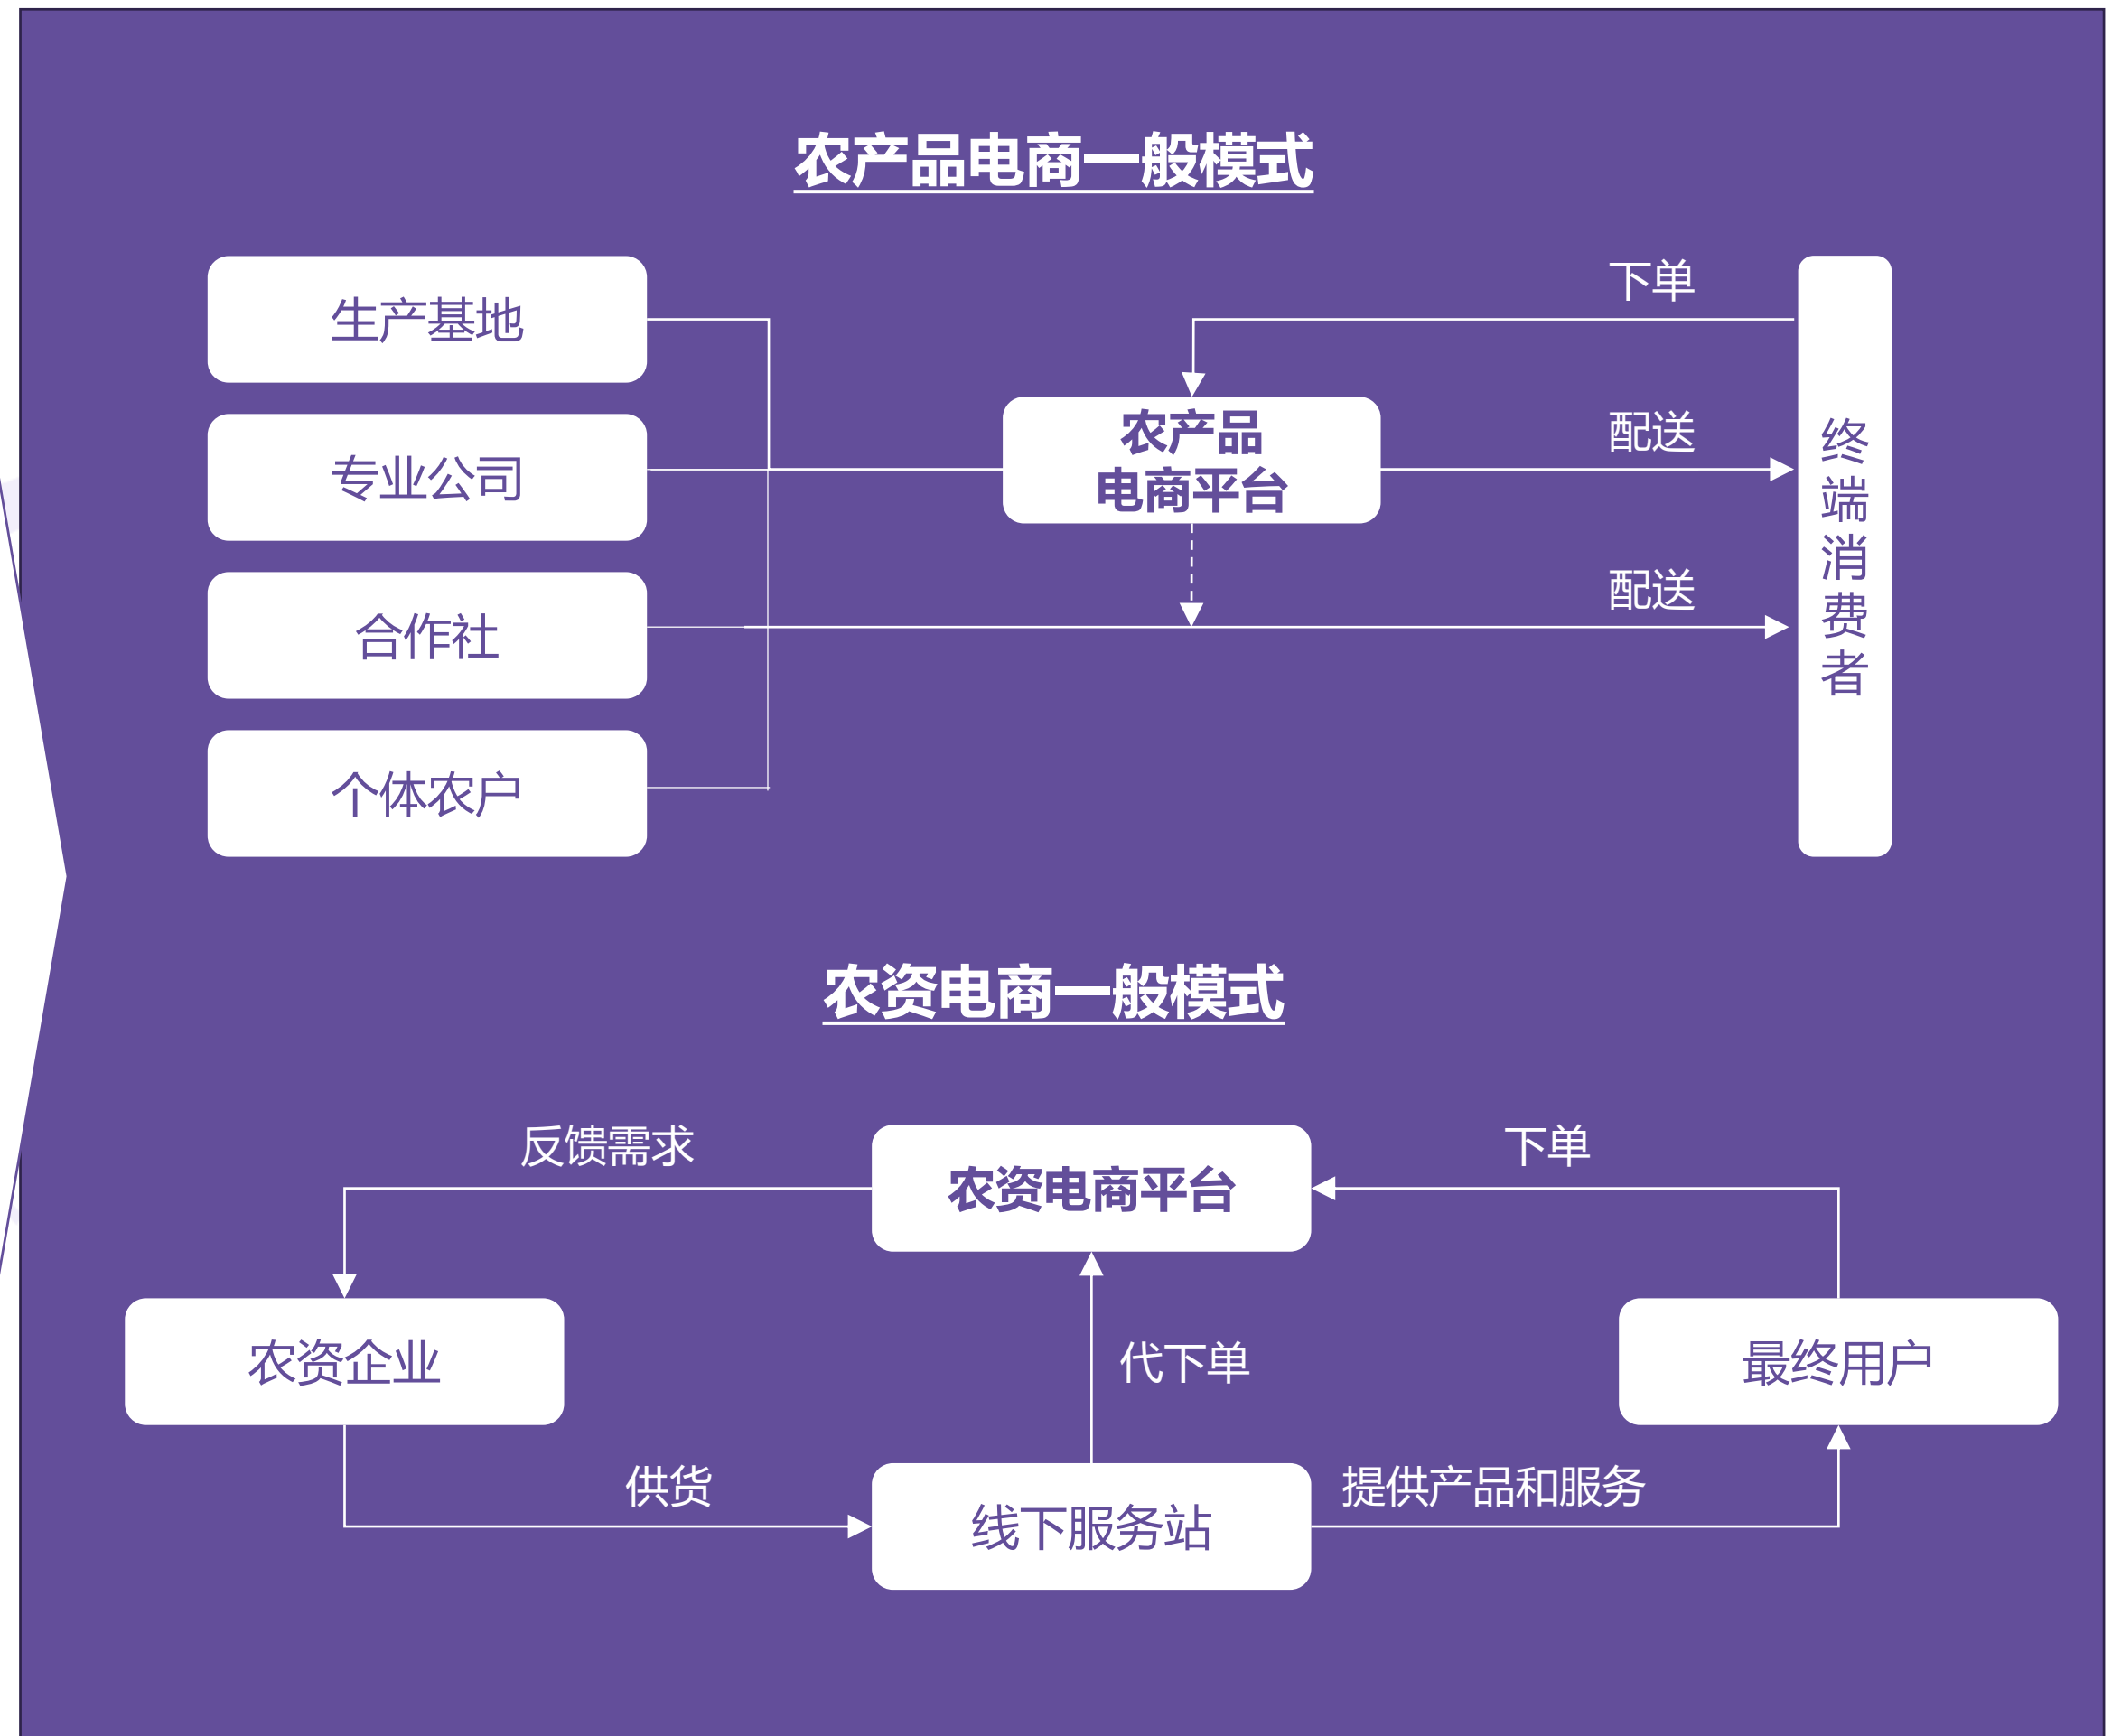 农产品电商一般模式
生产基地
专业公司
合作社
个体农户
农产品
电商平台
下单
配送
配送
终端消费者
农资电商一般模式
反馈需求
农资电商平台
下单
农资企业
代下单
最终用户
供货
线下服务站
提供产品和服务